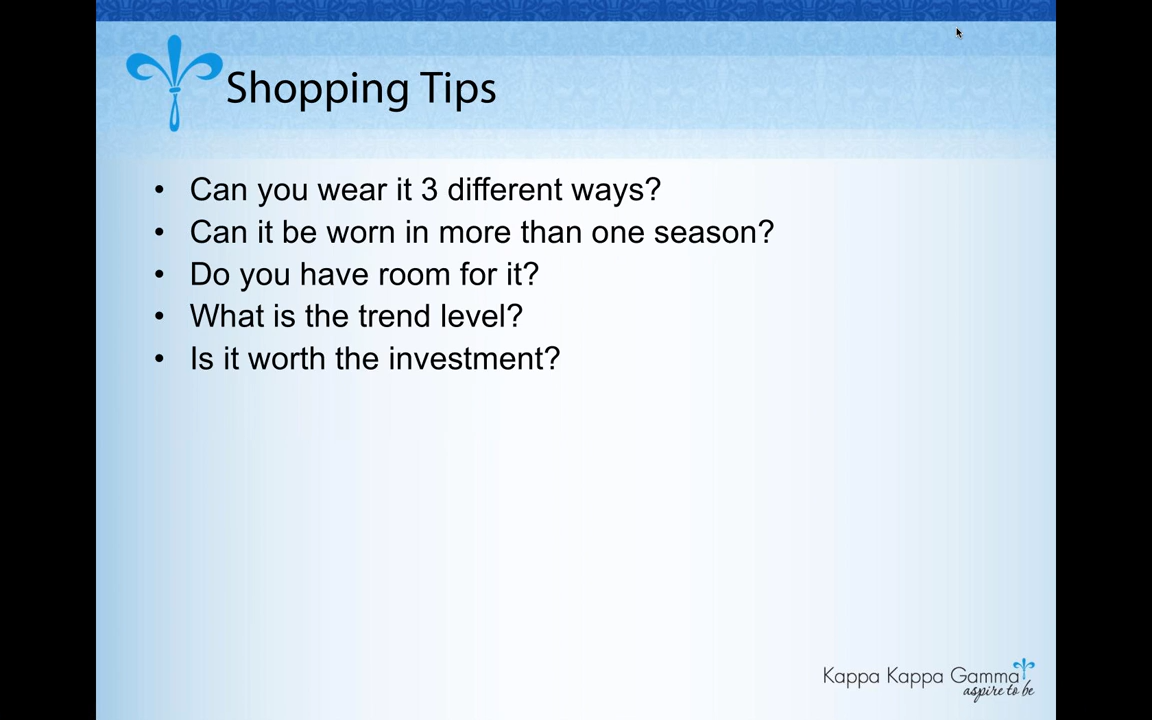 Shopping Tips
• Can you wear it 3 different ways?
• Can it be worn in more than one season?
• Do you have room for it?
• What is the trend level?
• Is it worth the investment?
Kappa Kappa Gamma
aspire to be